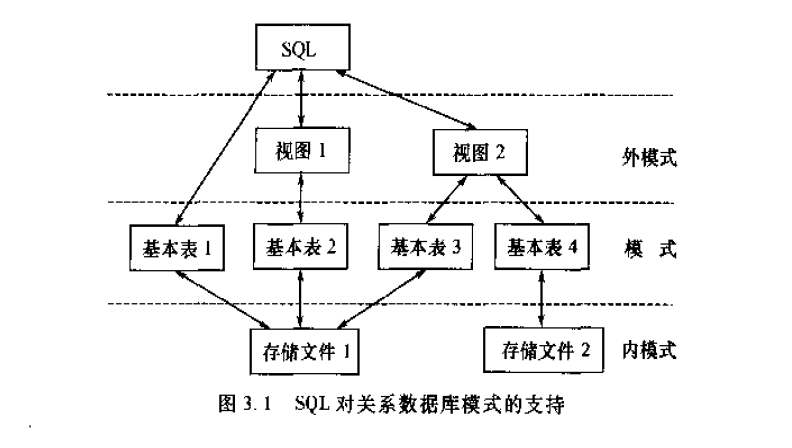 SQL
视图 1
视图 2
外模式
基本表 1
基本表 2
基本表 3
基本表 4
模 式
存储文件 1
存储文件 2
内模式
图 3.1 SQL 对关系数据库模式的支持